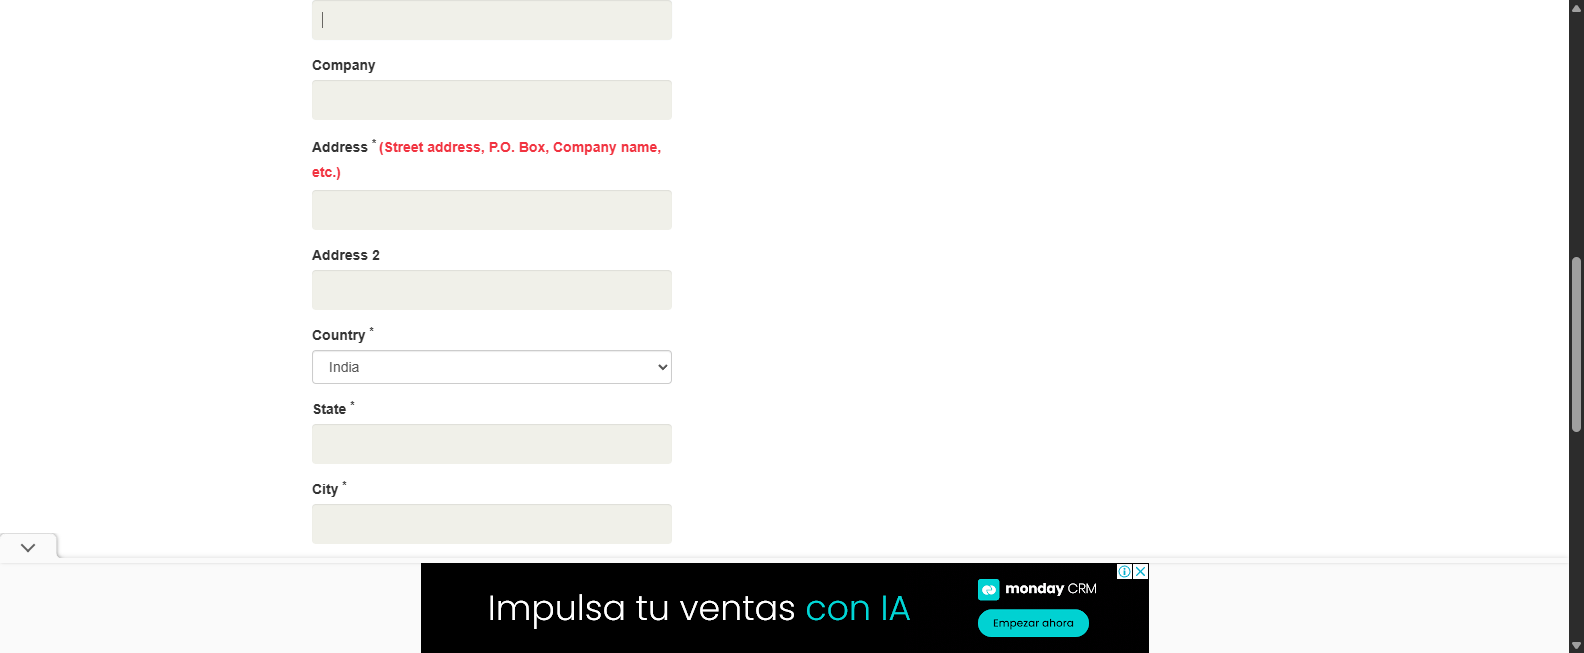 Company
Address * (Street address, P.O. Box, Company name,
etc.)
Address 2
Country *
India
State *
City *
Impulsa tu ventas con IA
monday CRM
Empezar ahora